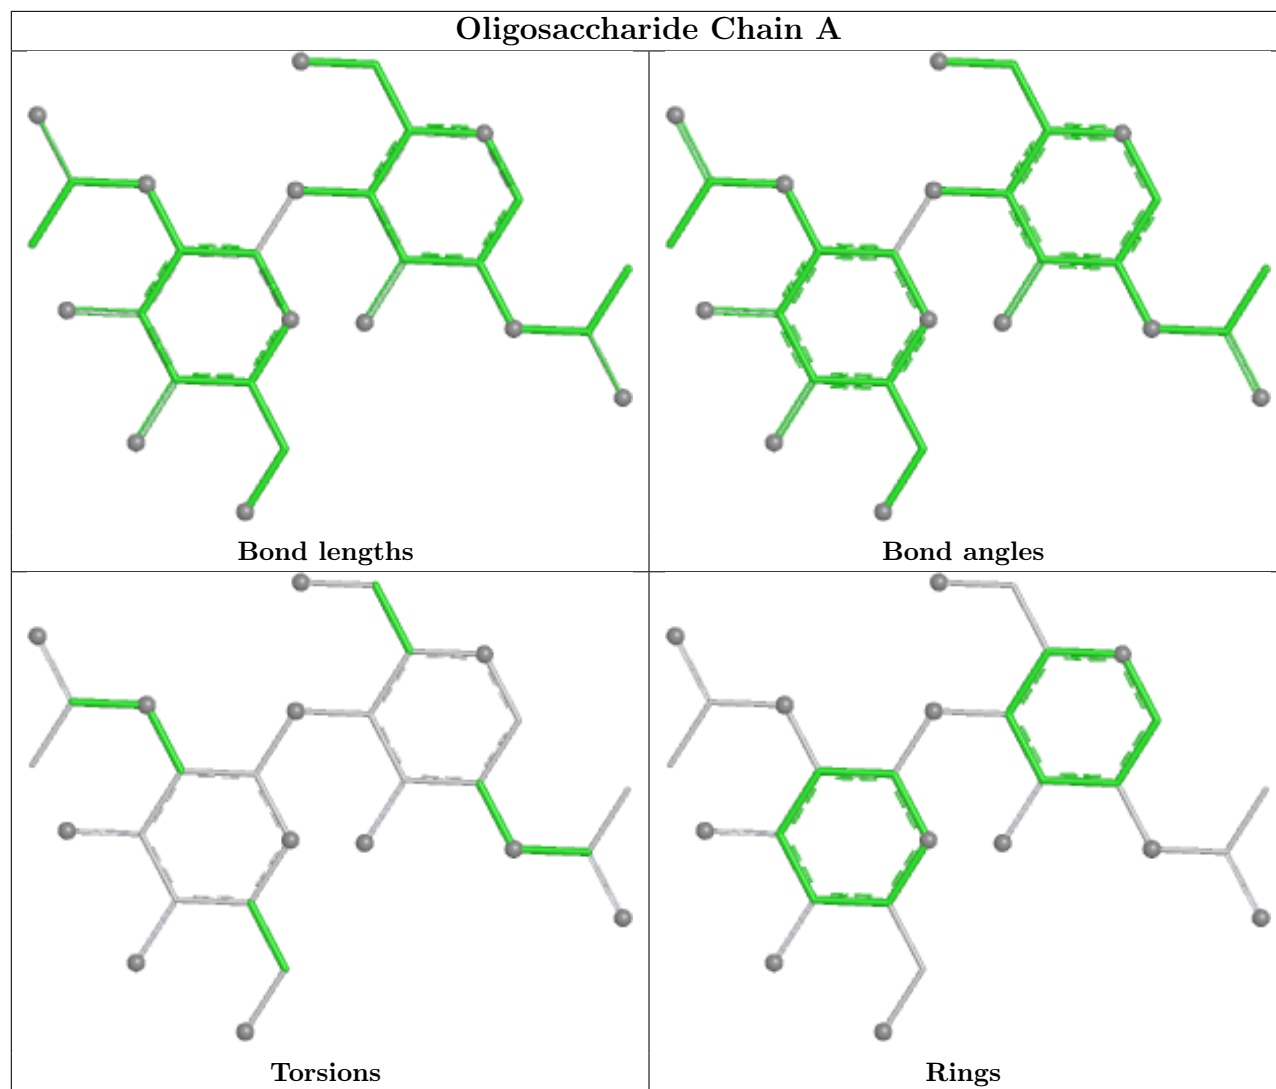 Oligosaccharide Chain A
Bond lengths
Bond angles
Torsions
Rings